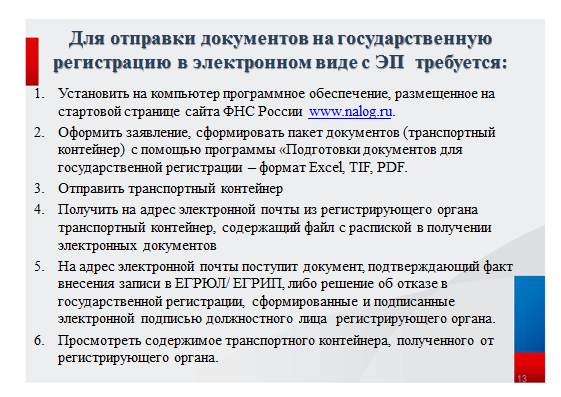 Для отправки документов на государственную
регистрацию в электронном виде с ЭП требуется:
1. Установить на компьютер программное обеспечение, размещенное на
стартовой странице сайта ФНС России www.nalog.ru.
2. Оформить заявление, сформировать пакет документов (транспортный
контейнер) с помощью программы «Подготовки документов для
государственной регистрации – формат Excel, TIF, PDF.
3. Отправить транспортный контейнер
4. Получить на адрес электронной почты из регистрирующего органа
транспортный контейнер, содержащий файл с распиской в получении
электронных документов
5. На адрес электронной почты поступит документ, подтверждающий факт
внесения записи в ЕГРЮЛ/ ЕГРИП, либо решение об отказе в
государственной регистрации, сформированные и подписанные
электронной подписью должностного лица регистрирующего органа.
6. Просмотреть содержимое транспортного контейнера, полученного от
регистрирующего органа.
13